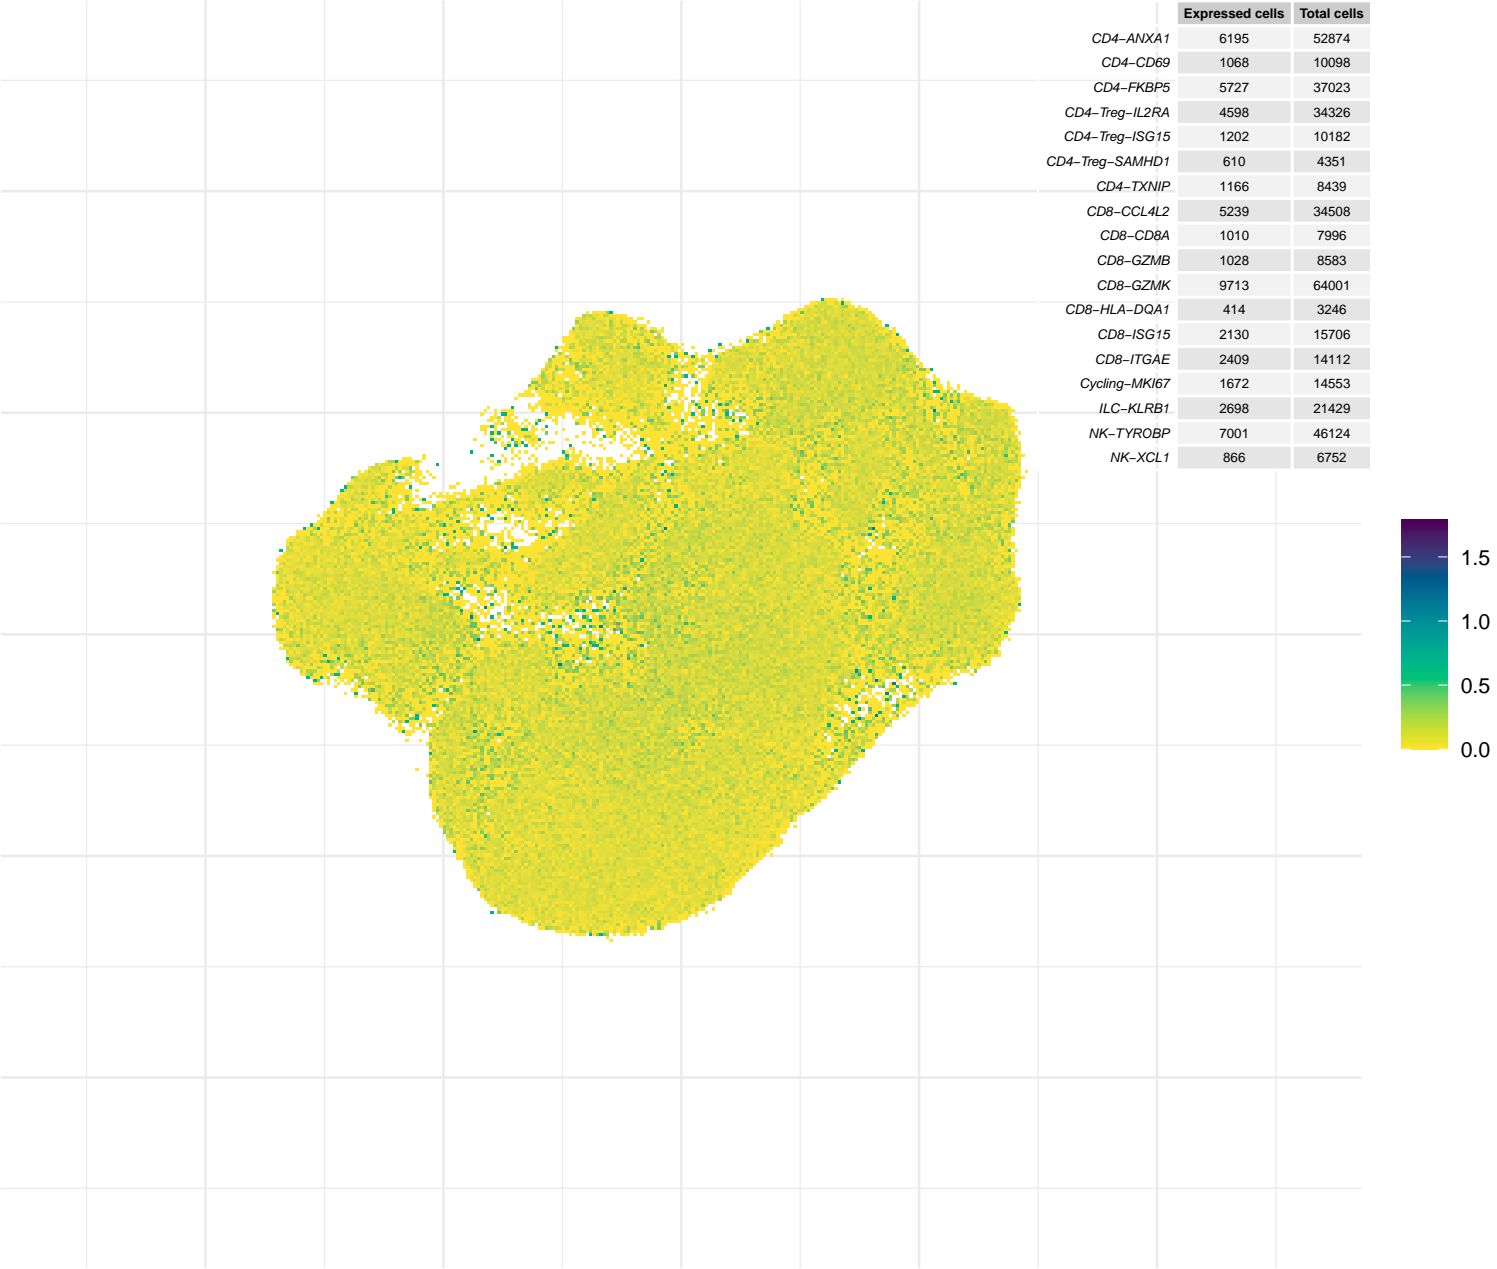 Expressed cells Total cells
CD4−ANXA1 6195 52874
CD4−CD69 1068 10098
CD4−FKBP5 5727 37023
CD4−Treg−IL2RA 4598 34326
CD4−Treg−ISG15 1202 10182
CD4−Treg−SAMHD1 610 4351
CD4−TXNIP 1166 8439
CD8−CCL4L2 5239 34508
CD8−CD8A 1010 7996
CD8−GZMB 1028 8583
CD8−GZMK 9713 64001
CD8−HLA−DQA1 414 3246
CD8−ISG15 2130 15706
CD8−ITGAE 2409 14112
Cycling−MKI67 1672 14553
ILC−KLRB1 2698 21429
NK−TYROBP 7001 46124
NK−XCL1 866 6752
1.5
1.0
0.5
0.0